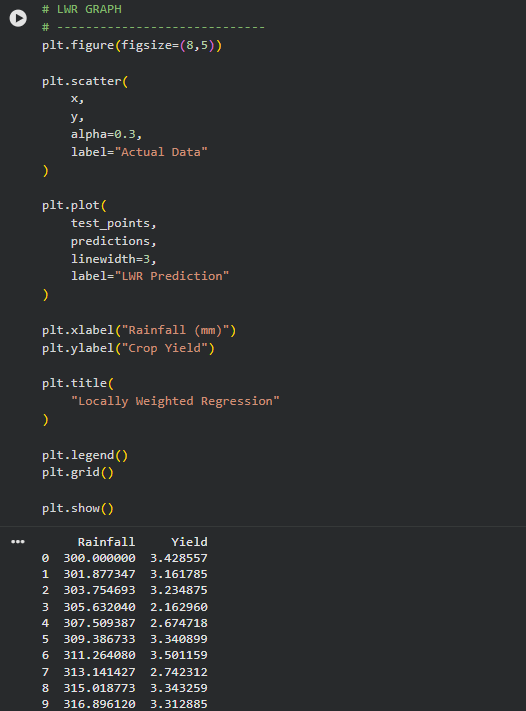 # LWR GRAPH
# ----------------------------
plt.figure(figsize=(8,5))
plt.scatter(
    x,
    y,
    alpha=0.3,
    label="Actual Data"
)
plt.plot(
    test_points,
    predictions,
    linewidth=3,
    label="LWR Prediction"
)
plt.xlabel("Rainfall (mm)")
plt.ylabel("Crop Yield")
plt.title(
    "Locally Weighted Regression"
)
plt.legend()
plt.grid()
plt.show()
Rainfall Yield
0 300.000000 3.428557
1 301.877347 3.161785
2 303.754693 3.234875
3 305.632040 2.162960
4 307.509387 2.674718
5 309.386733 3.340899
6 311.264080 3.501159
7 313.141427 2.742312
8 315.018773 3.343259
9 316.896120 3.312885